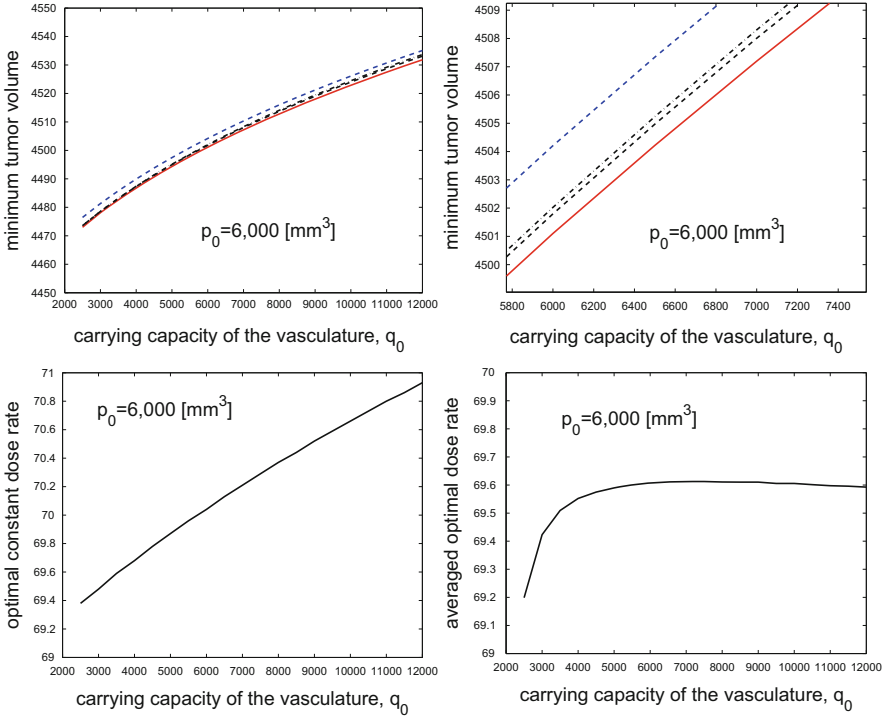 4550
4540
4530
4520
4510
4500
4490
4480
4470
4460
4450
2000 3000 4000 5000 6000 7000 8000 9000 10000 11000 12000
minimum tumor volume
p0=6,000 [mm3]
carrying capacity of the vasculature, q0
4509
4508
4507
4506
4505
4504
4503
4502
4501
4500
5800 6000 6200 6400 6600 6800 7000 7200 7400
minimum tumor volume
p0=6,000 [mm3]
carrying capacity of the vasculature, q0
71
70.8
70.6
70.4
70.2
70
69.8
69.6
69.4
69.2
69
2000 3000 4000 5000 6000 7000 8000 9000 10000 11000 12000
optimal constant dose rate
p0=6,000 [mm3]
carrying capacity of the vasculature, q0
70
69.9
69.8
69.7
69.6
69.5
69.4
69.3
69.2
69.1
69
2000 3000 4000 5000 6000 7000 8000 9000 10000 11000 12000
averaged optimal dose rate
p0=6,000 [mm3]
carrying capacity of the vasculature, q0